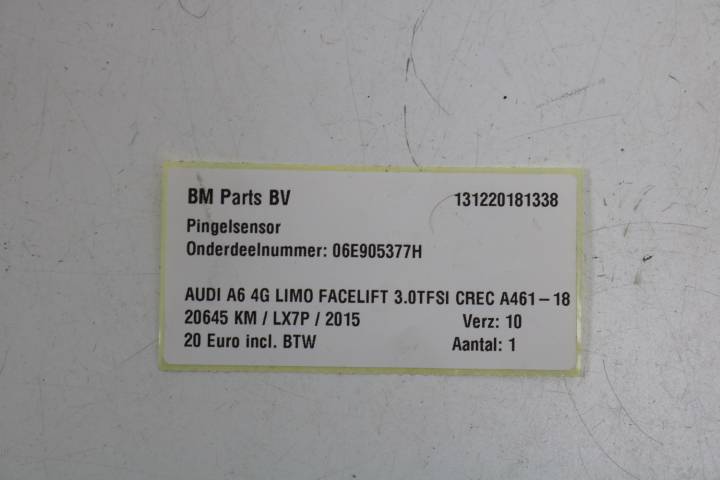 BM Parts BV 131220181338
Pingelsensor
Onderdeelnummer: 06E905377H
AUDI A6 4G LIMO FACELIFT 3.0TFSI CREC A461-18
20645 KM / LX7P / 2015 Verz: 10
20 Euro incl. BTW Aantal: 1